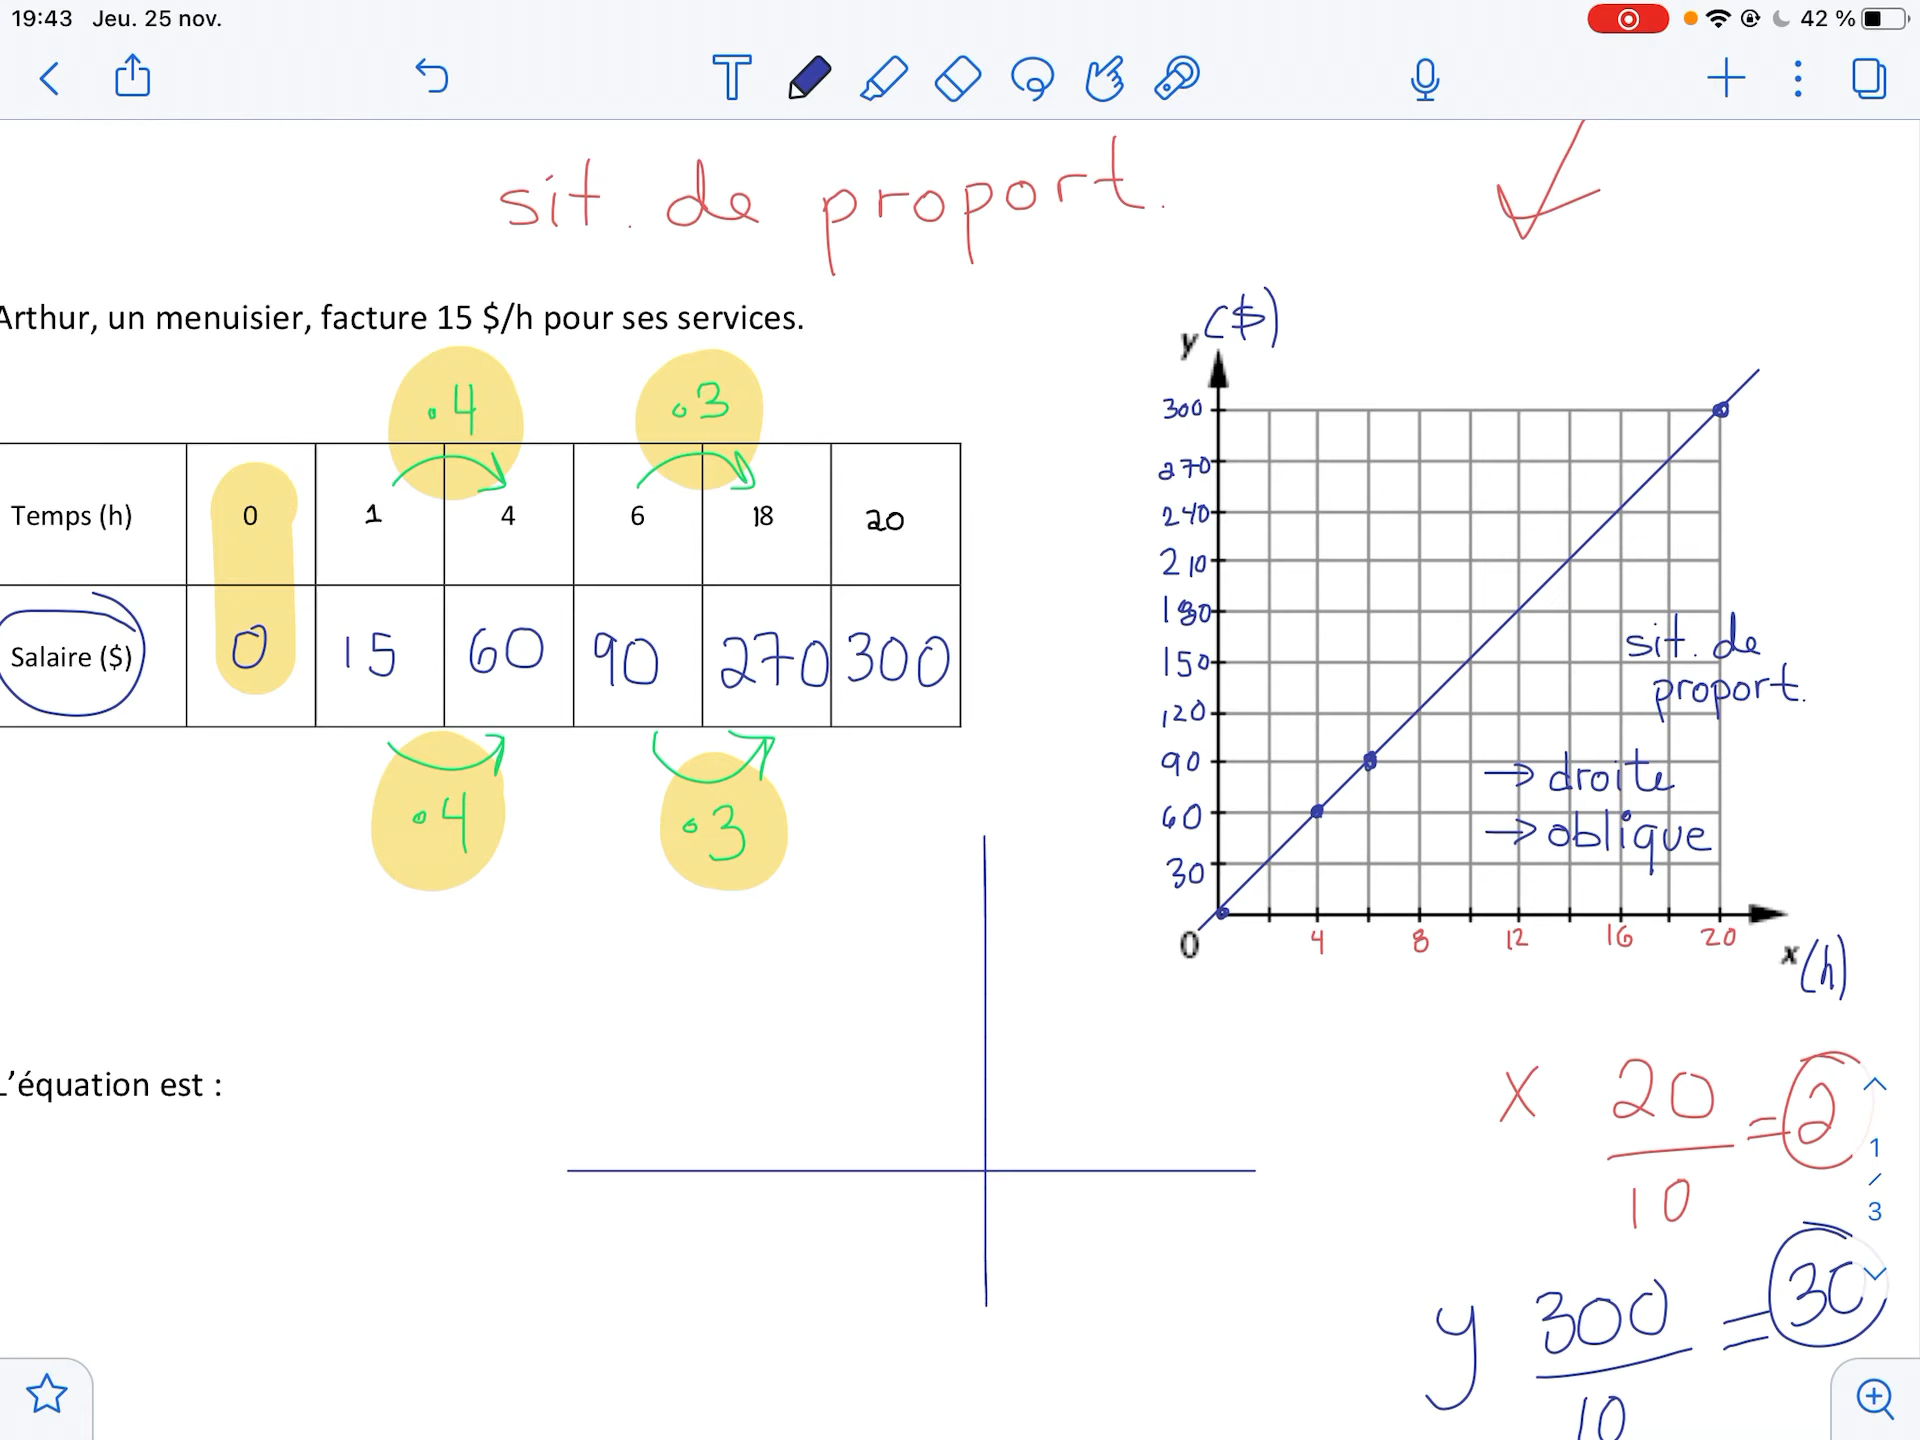 19:43 Jeu. 25 nov.
42 %
sit. de proport.
Arthur, un menuisier, facture 15 $/h pour ses services.
.4
.3
Temps (h) 0 1 4 6 18 20
Salaire ($) 0 15 60 90 270 300
.4
.3
L'équation est :
y ($)
300
270
240
210
180
150
120
90
60
30
0
4 8 12 16 20
x (h)
sit. de
proport.
→ droite
→ oblique
x 20/10 = 2
y 300/10 = 30
1
/
3